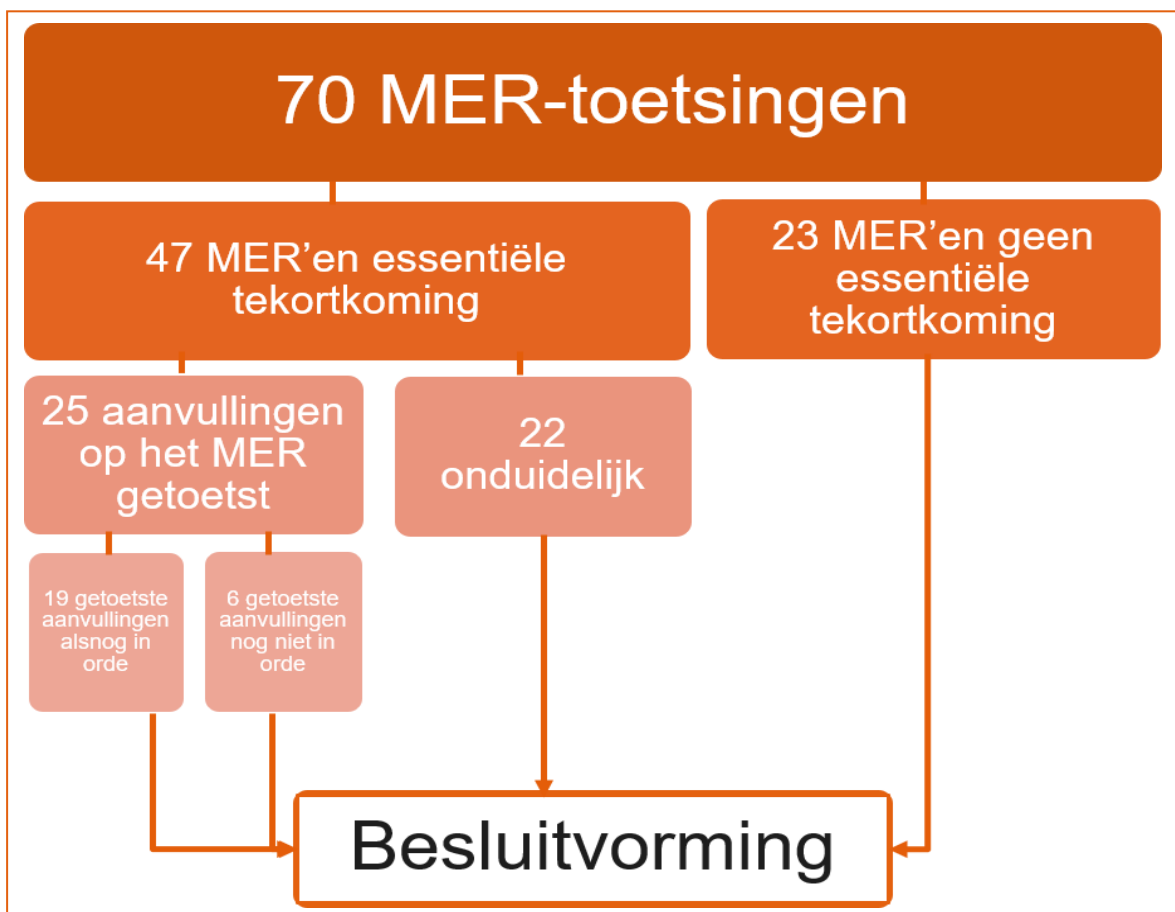 70 MER-toetsingen
47 MER'en essentiële
tekortkoming
23 MER'en geen
essentiële
tekortkoming
25 aanvullingen
op het MER
getoetst
22
onduidelijk
19 getoetste
aanvullingen
alsnog in
orde
6 getoetste
aanvullingen
nog niet in
orde
Besluitvorming